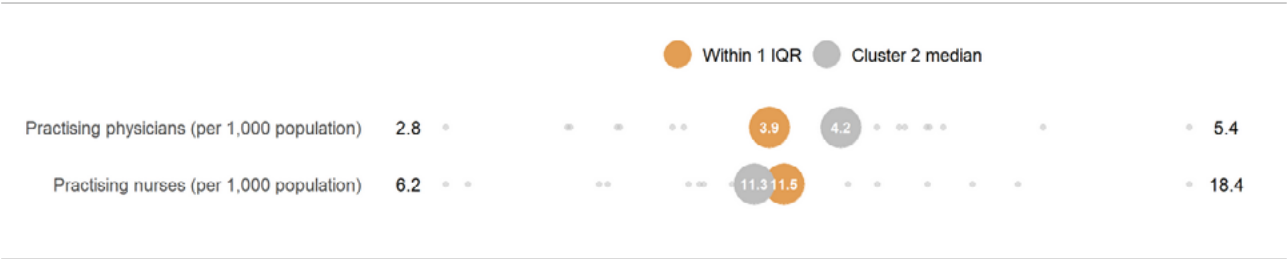 Within 1 IQR Cluster 2 median
Practising physicians (per 1,000 population) 2.8 3.9 4.2 5.4
Practising nurses (per 1,000 population) 6.2 11.3 11.5 18.4